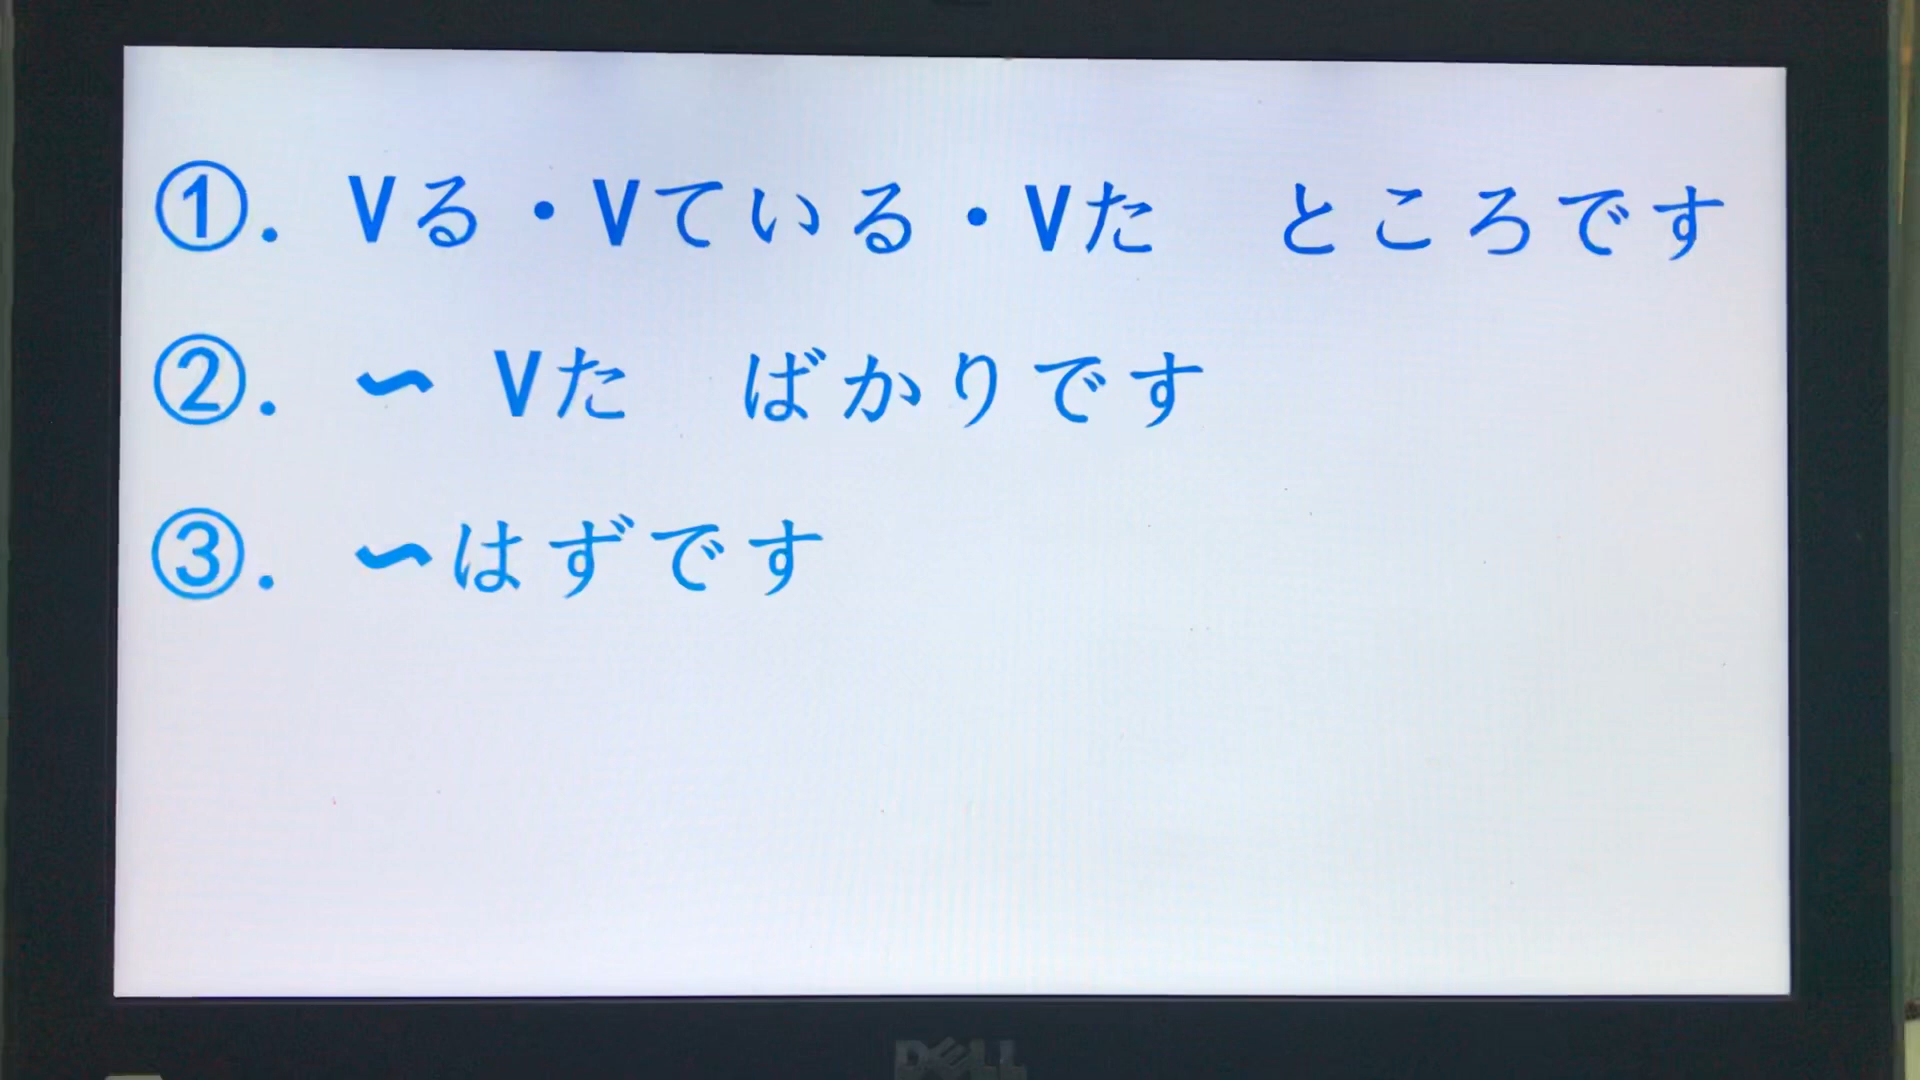 ①. Vる・Vている・Vた　ところです
②. ～ Vた　ばかりです
③. ～はずです
DELL